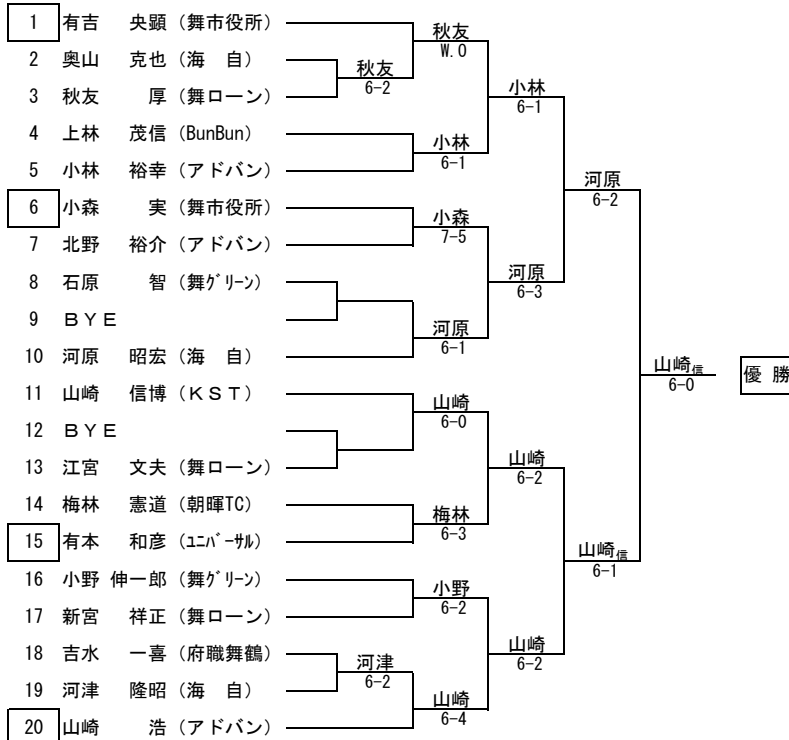 1 有吉 央顕（舞市役所）
2 奥山 克也（海 自）
3 秋友 厚（舞ローン）
4 上林 茂信（BunBun）
5 小林 裕幸（アドバン）
6 小森 実（舞市役所）
7 北野 裕介（アドバン）
8 石原 智（舞ｸﾞﾘｰﾝ）
9 ＢＹＥ
10 河原 昭宏（海 自）
11 山崎 信博（ＫＳＴ）
12 ＢＹＥ
13 江宮 文夫（舞ローン）
14 梅林 憲道（朝暉TC）
15 有本 和彦（ﾕﾆﾊﾞｰｻﾙ）
16 小野 伸一郎（舞ｸﾞﾘｰﾝ）
17 新宮 祥正（舞ローン）
18 吉水 一喜（府職舞鶴）
19 河津 隆昭（海 自）
20 山崎 浩（アドバン）
秋友
6-2
河津
6-2
秋友
W.O
小林
6-1
小森
7-5
河原
6-1
山崎
6-0
梅林
6-3
小野
6-2
山崎
6-4
小林
6-1
河原
6-3
山崎
6-2
山崎
6-2
河原
6-2
山崎信
6-1
山崎信
6-0
優 勝